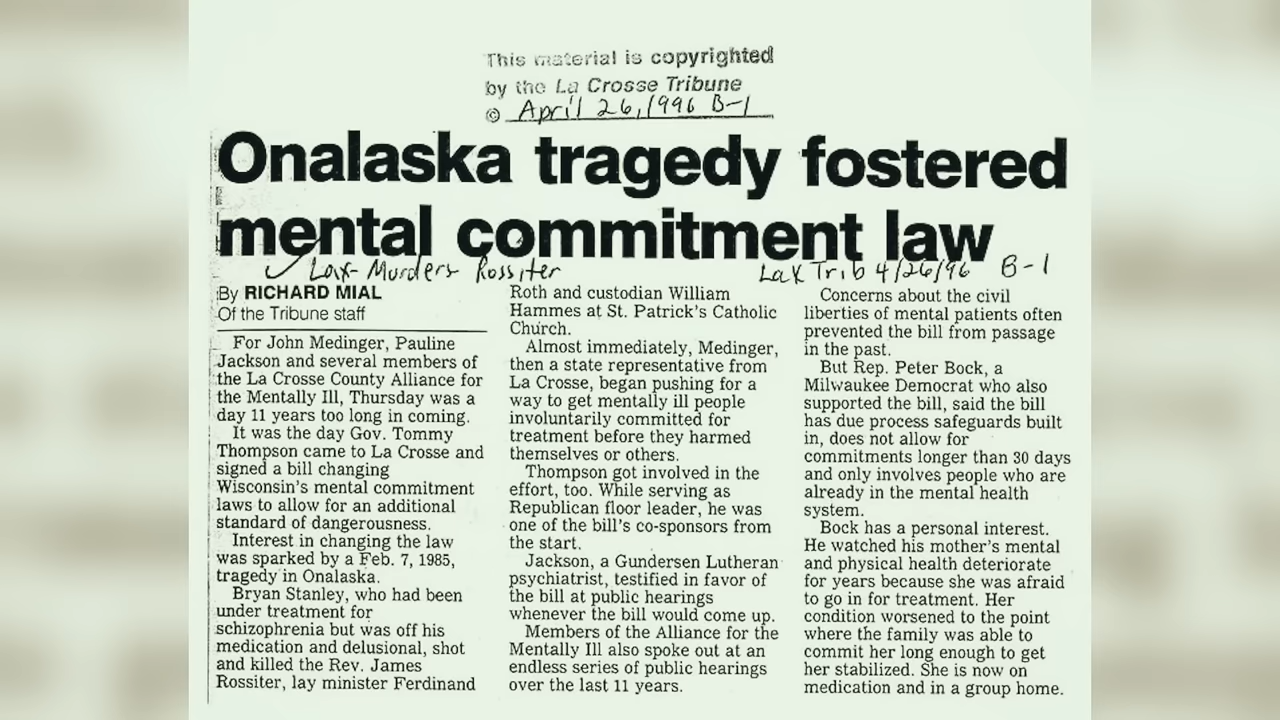 This material is copyrighted
by the La Crosse Tribune
© April 26, 1996 B-1
Onalaska tragedy fostered
mental commitment law
✓ Lax- Murders- Rossiter
Lax Trib 4/26/96 B-1
By RICHARD MIAL
Of the Tribune staff
For John Medinger, Pauline
Jackson and several members of
the La Crosse County Alliance for
the Mentally Ill, Thursday was a
day 11 years too long in coming.
It was the day Gov. Tommy
Thompson came to La Crosse and
signed a bill changing
Wisconsin's mental commitment
laws to allow for an additional
standard of dangerousness.
Interest in changing the law
was sparked by a Feb. 7, 1985,
tragedy in Onalaska.
Bryan Stanley, who had been
under treatment for
schizophrenia but was off his
medication and delusional, shot
and killed the Rev. James
Rossiter, lay minister Ferdinand
Roth and custodian William
Hammes at St. Patrick's Catholic
Church.
Almost immediately, Medinger,
then a state representative from
La Crosse, began pushing for a
way to get mentally ill people
involuntarily committed for
treatment before they harmed
themselves or others.
Thompson got involved in the
effort, too. While serving as
Republican floor leader, he was
one of the bill's co-sponsors from
the start.
Jackson, a Gundersen Lutheran
psychiatrist, testified in favor of
the bill at public hearings
whenever the bill would come up.
Members of the Alliance for the
Mentally Ill also spoke out at an
endless series of public hearings
over the last 11 years.
Concerns about the civil
liberties of mental patients often
prevented the bill from passage
in the past.
But Rep. Peter Bock, a
Milwaukee Democrat who also
supported the bill, said the bill
has due process safeguards built
in, does not allow for
commitments longer than 30 days
and only involves people who are
already in the mental health
system.
Bock has a personal interest.
He watched his mother's mental
and physical health deteriorate
for years because she was afraid
to go in for treatment. Her
condition worsened to the point
where the family was able to
commit her long enough to get
her stabilized. She is now on
medication and in a group home.